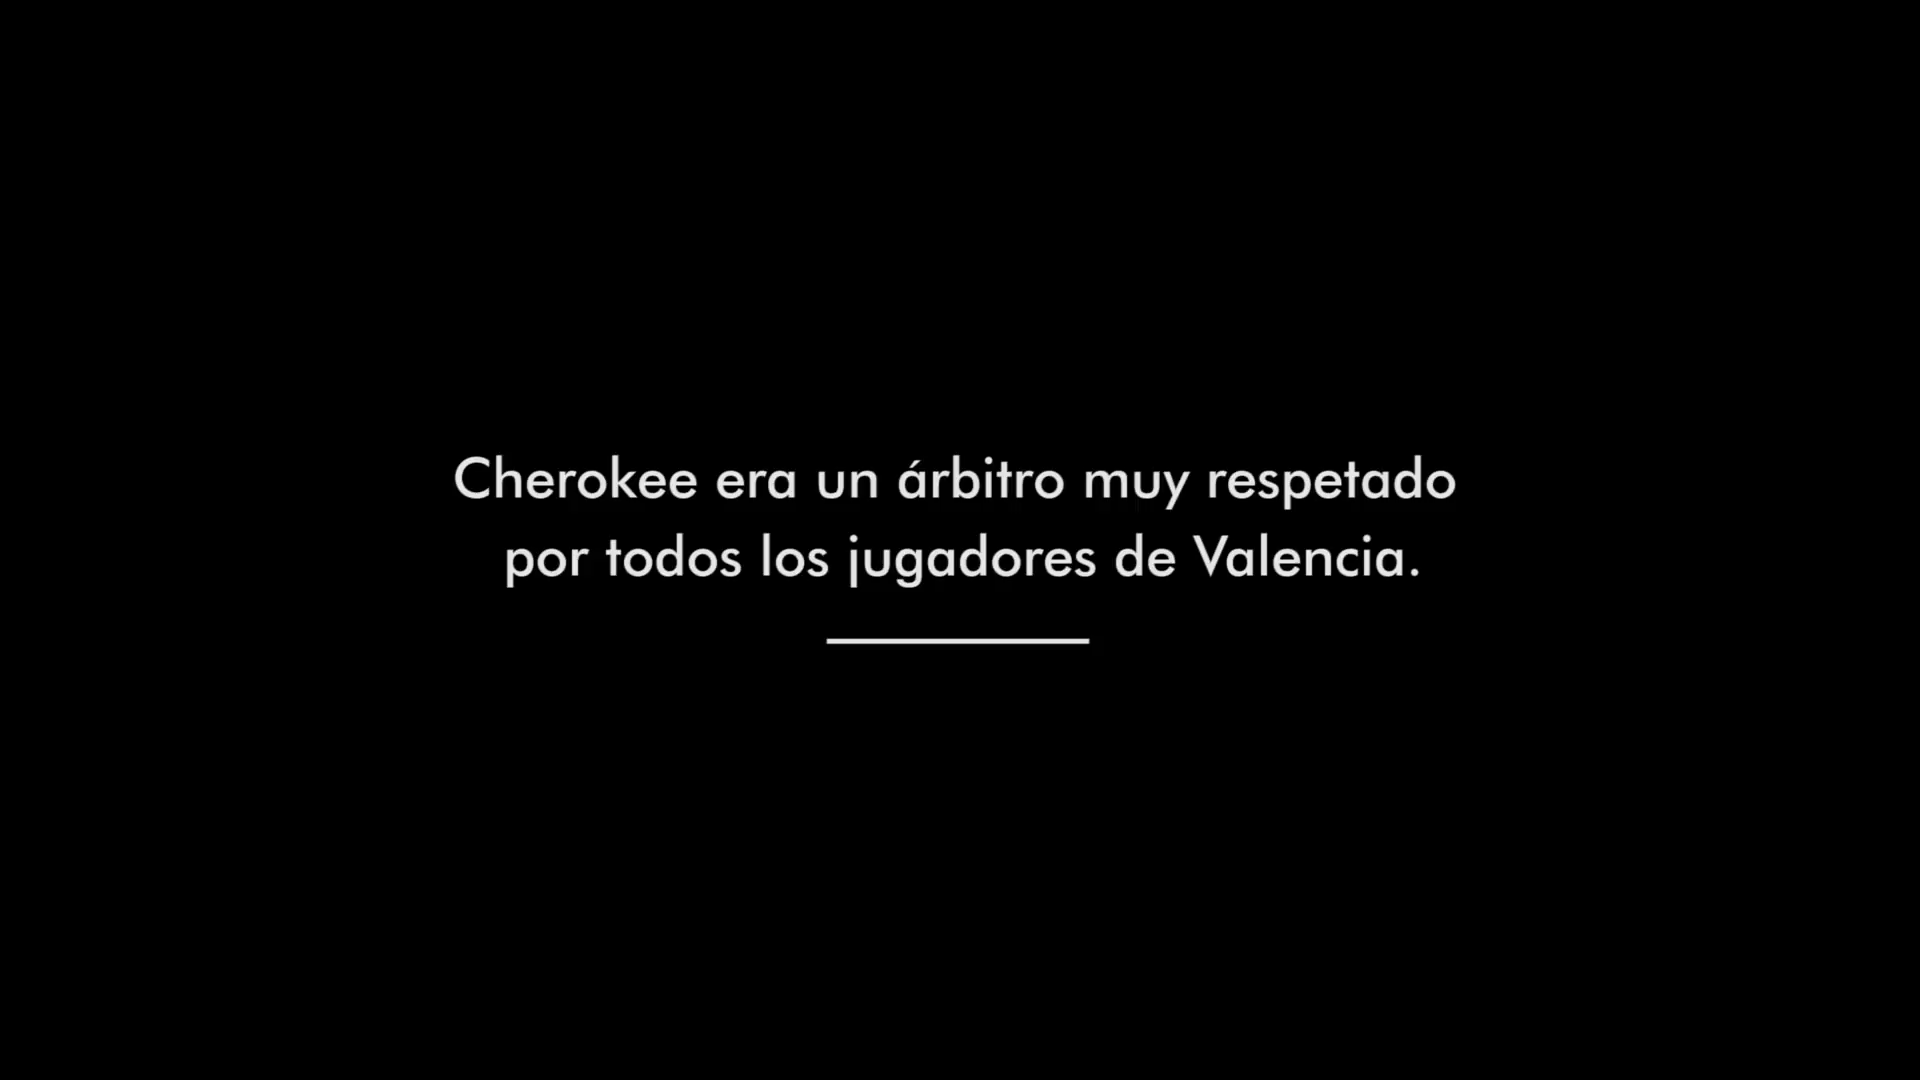 Cherokee era un árbitro muy respetado
por todos los jugadores de Valencia.